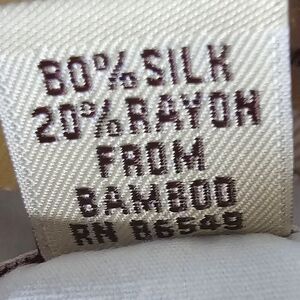 80% SILK
20% RAYON
FROM
BAMBOO
RN 86549